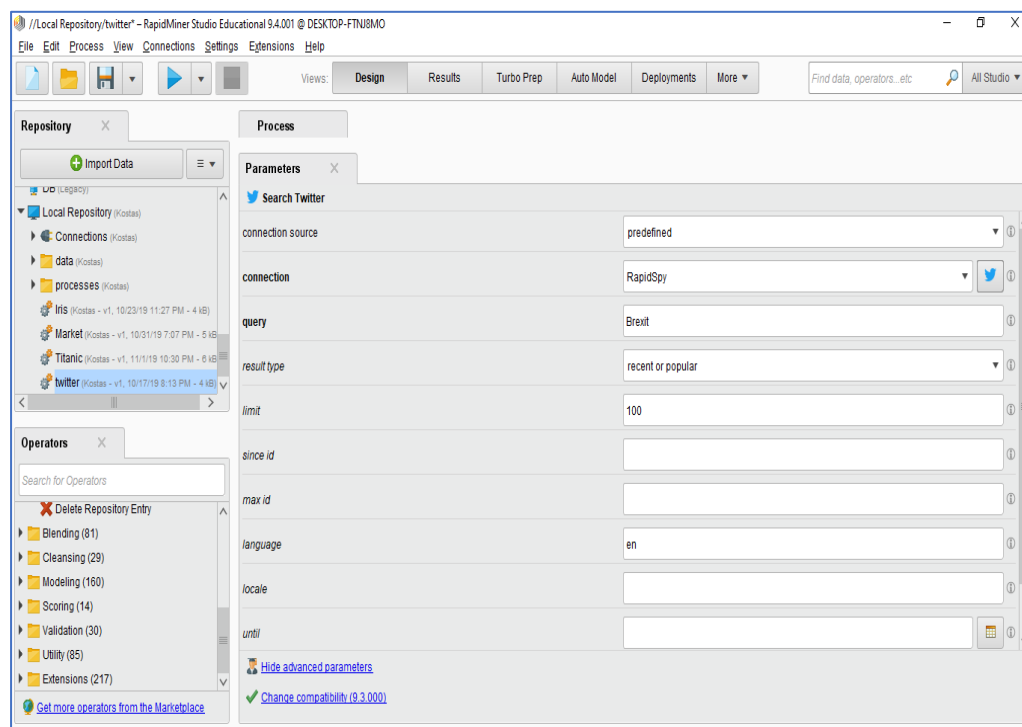 //Local Repository/twitter* – RapidMiner Studio Educational 9.4.001 @ DESKTOP-FTNJ8MO
File Edit Process View Connections Settings Extensions Help
Views: Design Results Turbo Prep Auto Model Deployments More Find data, operators...etc All Studio
Repository
Import Data
DB (Legacy)
Local Repository (Kostas)
Connections (Kostas)
data (Kostas)
processes (Kostas)
Iris (Kostas - v1, 10/23/19 11:27 PM - 4 kB)
Market (Kostas - v1, 10/31/19 7:07 PM - 5 kB
Titanic (Kostas - v1, 11/1/19 10:30 PM - 6 kB
twitter (Kostas - v1, 10/17/19 8:13 PM - 4 kB)
Operators
Search for Operators
Delete Repository Entry
Blending (81)
Cleansing (29)
Modeling (160)
Scoring (14)
Validation (30)
Utility (85)
Extensions (217)
Get more operators from the Marketplace
Process
Parameters
Search Twitter
connection source predefined
connection RapidSpy
query Brexit
result type recent or popular
limit 100
since id
max id
language en
locale
until
Hide advanced parameters
Change compatibility (9.3.000)